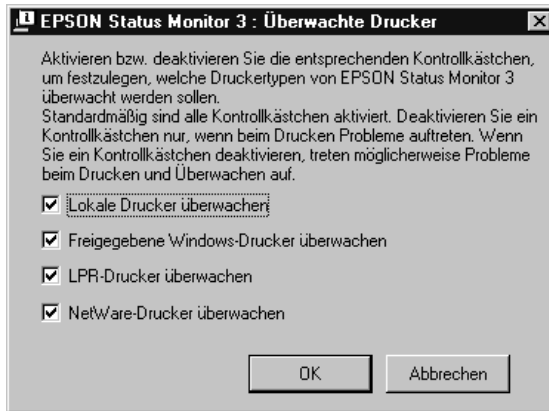 EPSON Status Monitor 3 : Überwachte Drucker
Aktivieren bzw. deaktivieren Sie die entsprechenden Kontrollkästchen,
um festzulegen, welche Druckertypen von EPSON Status Monitor 3
überwacht werden sollen.
Standardmäßig sind alle Kontrollkästchen aktiviert. Deaktivieren Sie ein
Kontrollkästchen nur, wenn beim Drucken Probleme auftreten. Wenn
Sie ein Kontrollkästchen deaktivieren, treten möglicherweise Probleme
beim Drucken und Überwachen auf.
Lokale Drucker überwachen
Freigegebene Windows-Drucker überwachen
LPR-Drucker überwachen
NetWare-Drucker überwachen
OK
Abbrechen